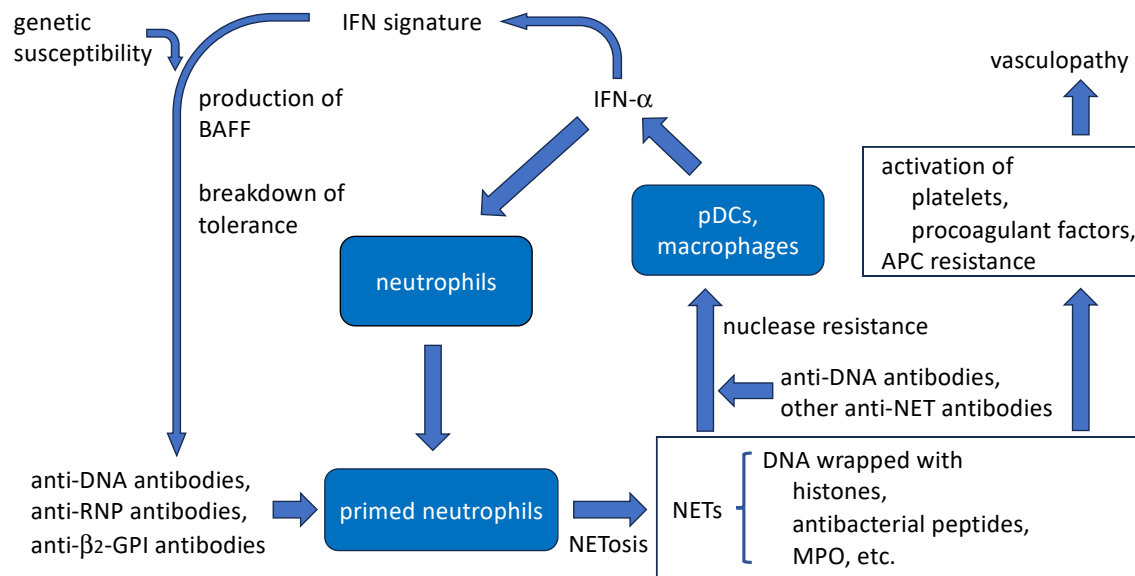 genetic
susceptibility
IFN signature
production of
BAFF
breakdown of
tolerance
IFN-α
vasculopathy
activation of
platelets,
procoagulant factors,
APC resistance
pDCs,
macrophages
neutrophils
nuclease resistance
anti-DNA antibodies,
other anti-NET antibodies
anti-DNA antibodies,
anti-RNP antibodies,
anti-β2-GPI antibodies
primed neutrophils
NETosis
NETs
DNA wrapped with
histones,
antibacterial peptides,
MPO, etc.